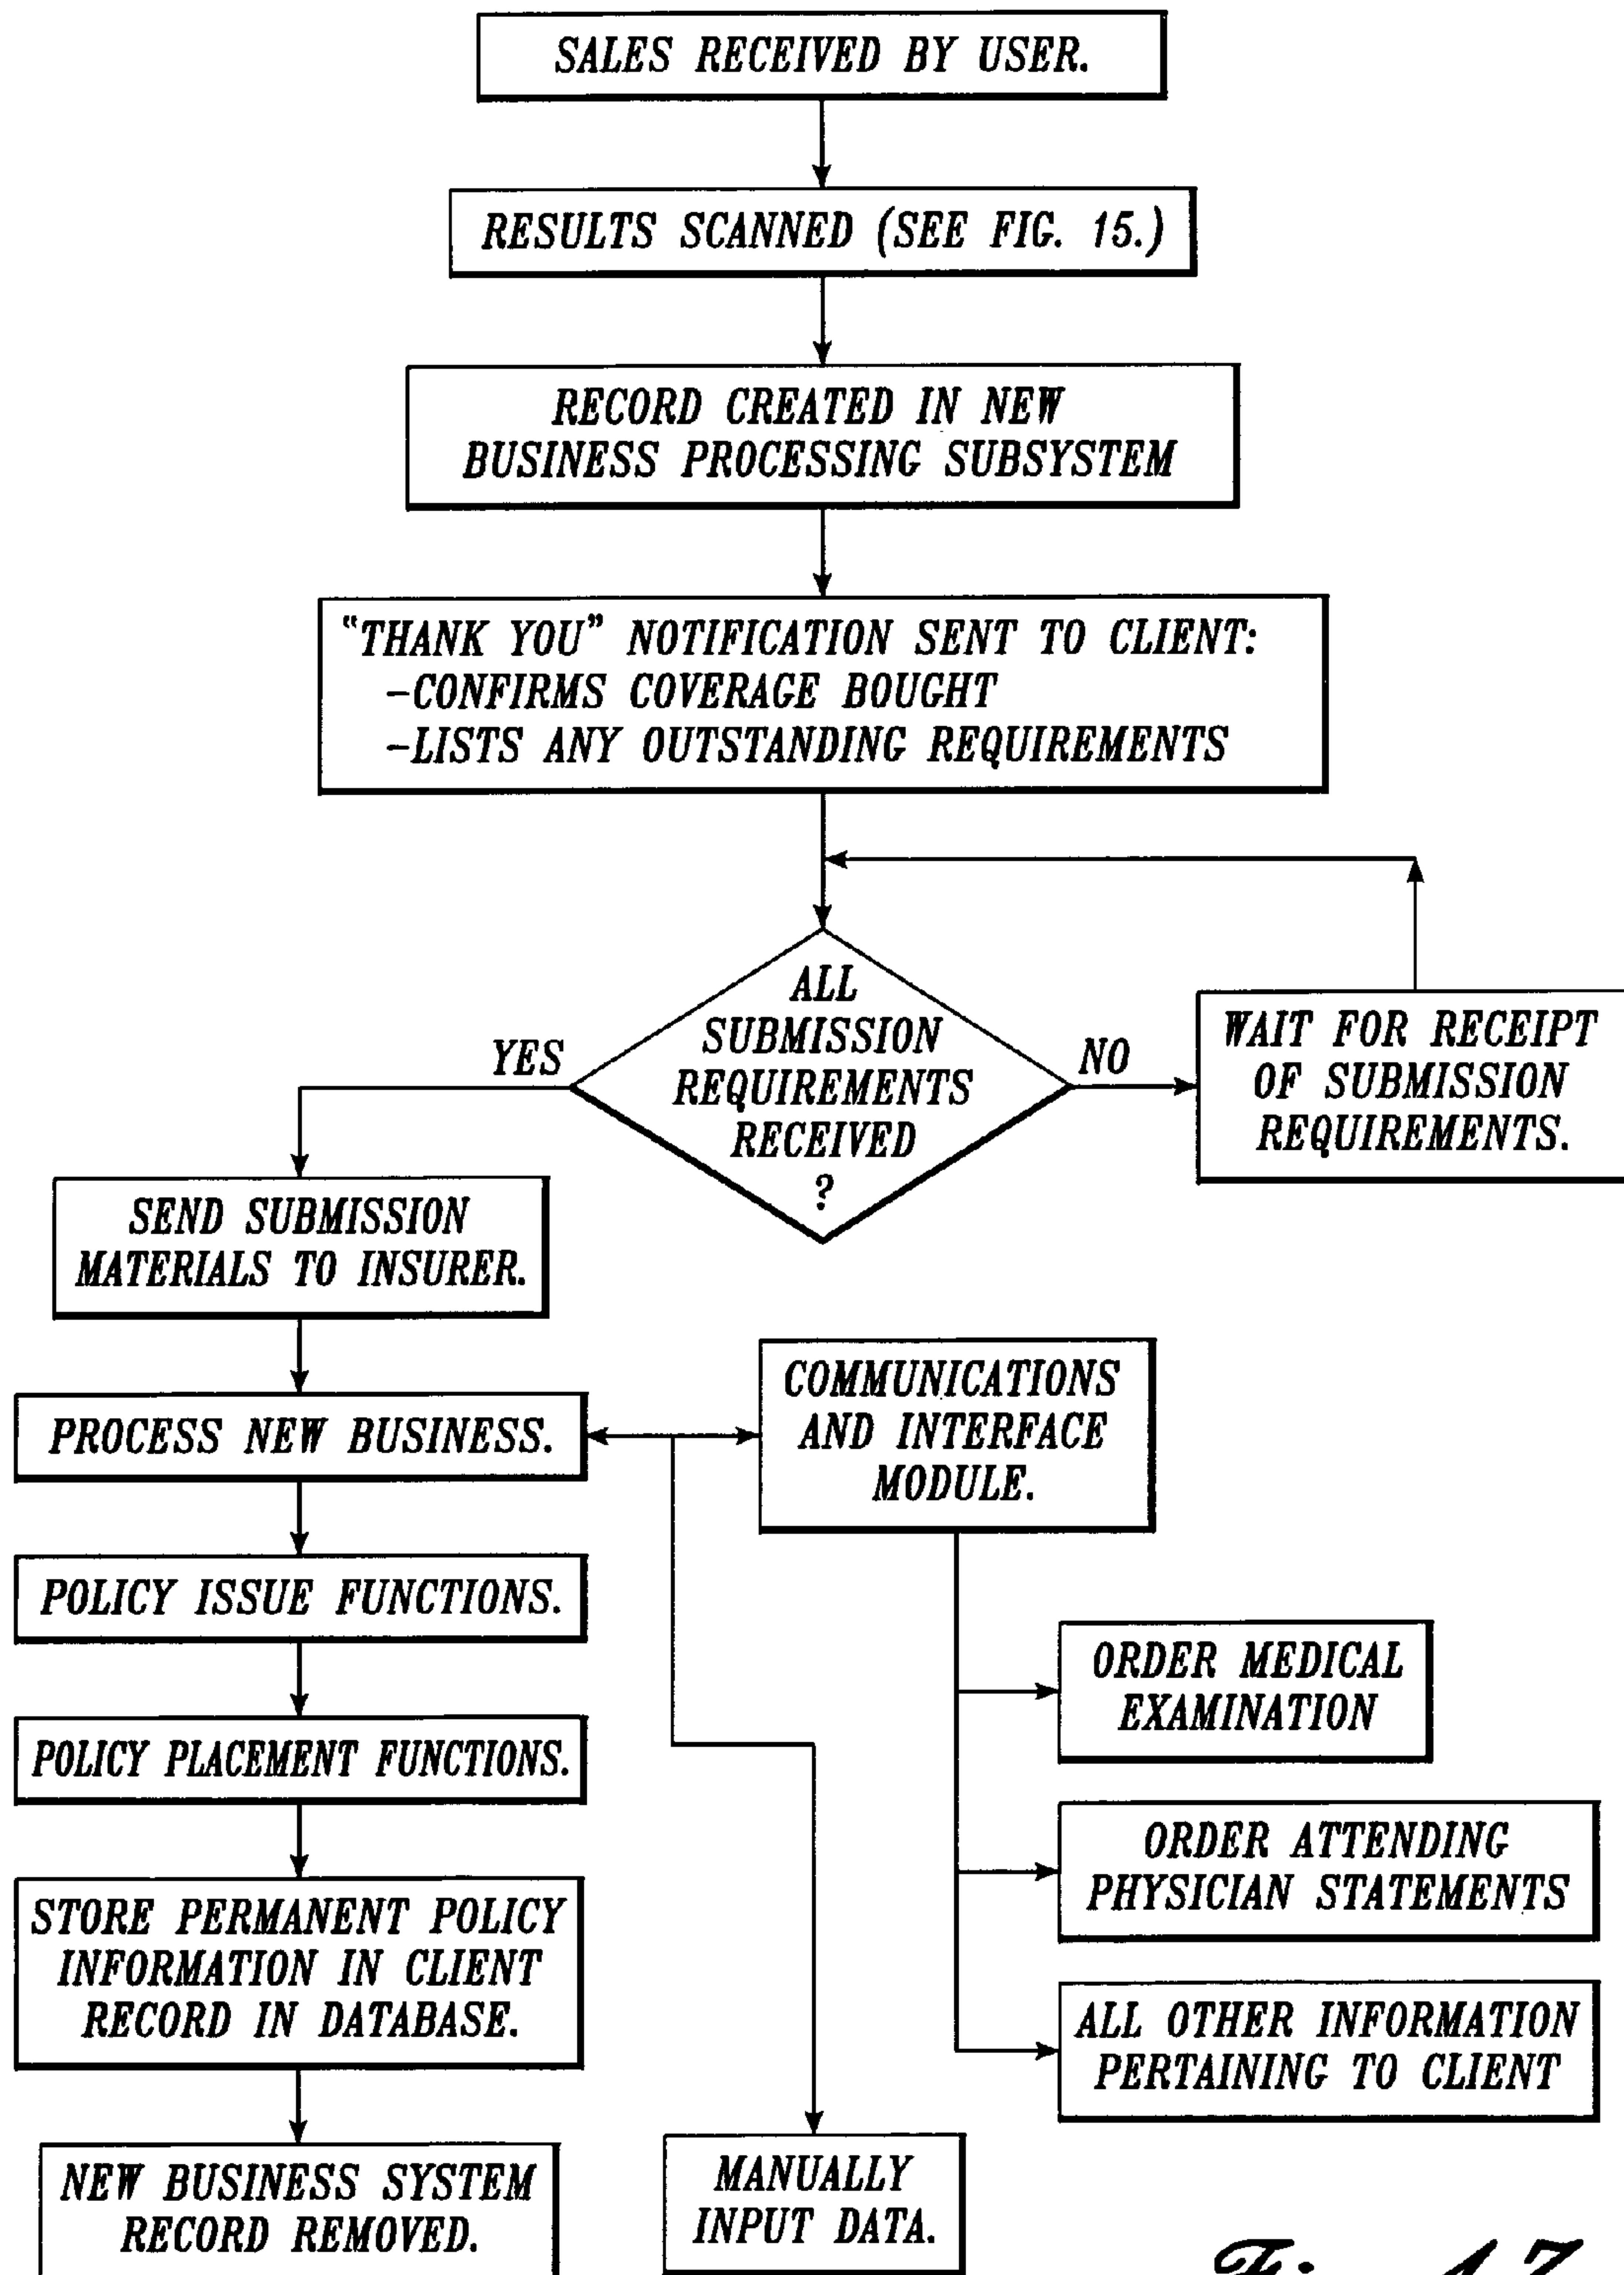 SALES RECEIVED BY USER.
RESULTS SCANNED (SEE FIG. 15.)
RECORD CREATED IN NEW
BUSINESS PROCESSING SUBSYSTEM
“THANK YOU” NOTIFICATION SENT TO CLIENT:
-CONFIRMS COVERAGE BOUGHT
-LISTS ANY OUTSTANDING REQUIREMENTS
ALL
SUBMISSION
REQUIREMENTS
RECEIVED
?
YES
NO
WAIT FOR RECEIPT
OF SUBMISSION
REQUIREMENTS.
SEND SUBMISSION
MATERIALS TO INSURER.
PROCESS NEW BUSINESS.
COMMUNICATIONS
AND INTERFACE
MODULE.
POLICY ISSUE FUNCTIONS.
ORDER MEDICAL
EXAMINATION
POLICY PLACEMENT FUNCTIONS.
ORDER ATTENDING
PHYSICIAN STATEMENTS
STORE PERMANENT POLICY
INFORMATION IN CLIENT
RECORD IN DATABASE.
ALL OTHER INFORMATION
PERTAINING TO CLIENT
NEW BUSINESS SYSTEM
RECORD REMOVED.
MANUALLY
INPUT DATA.